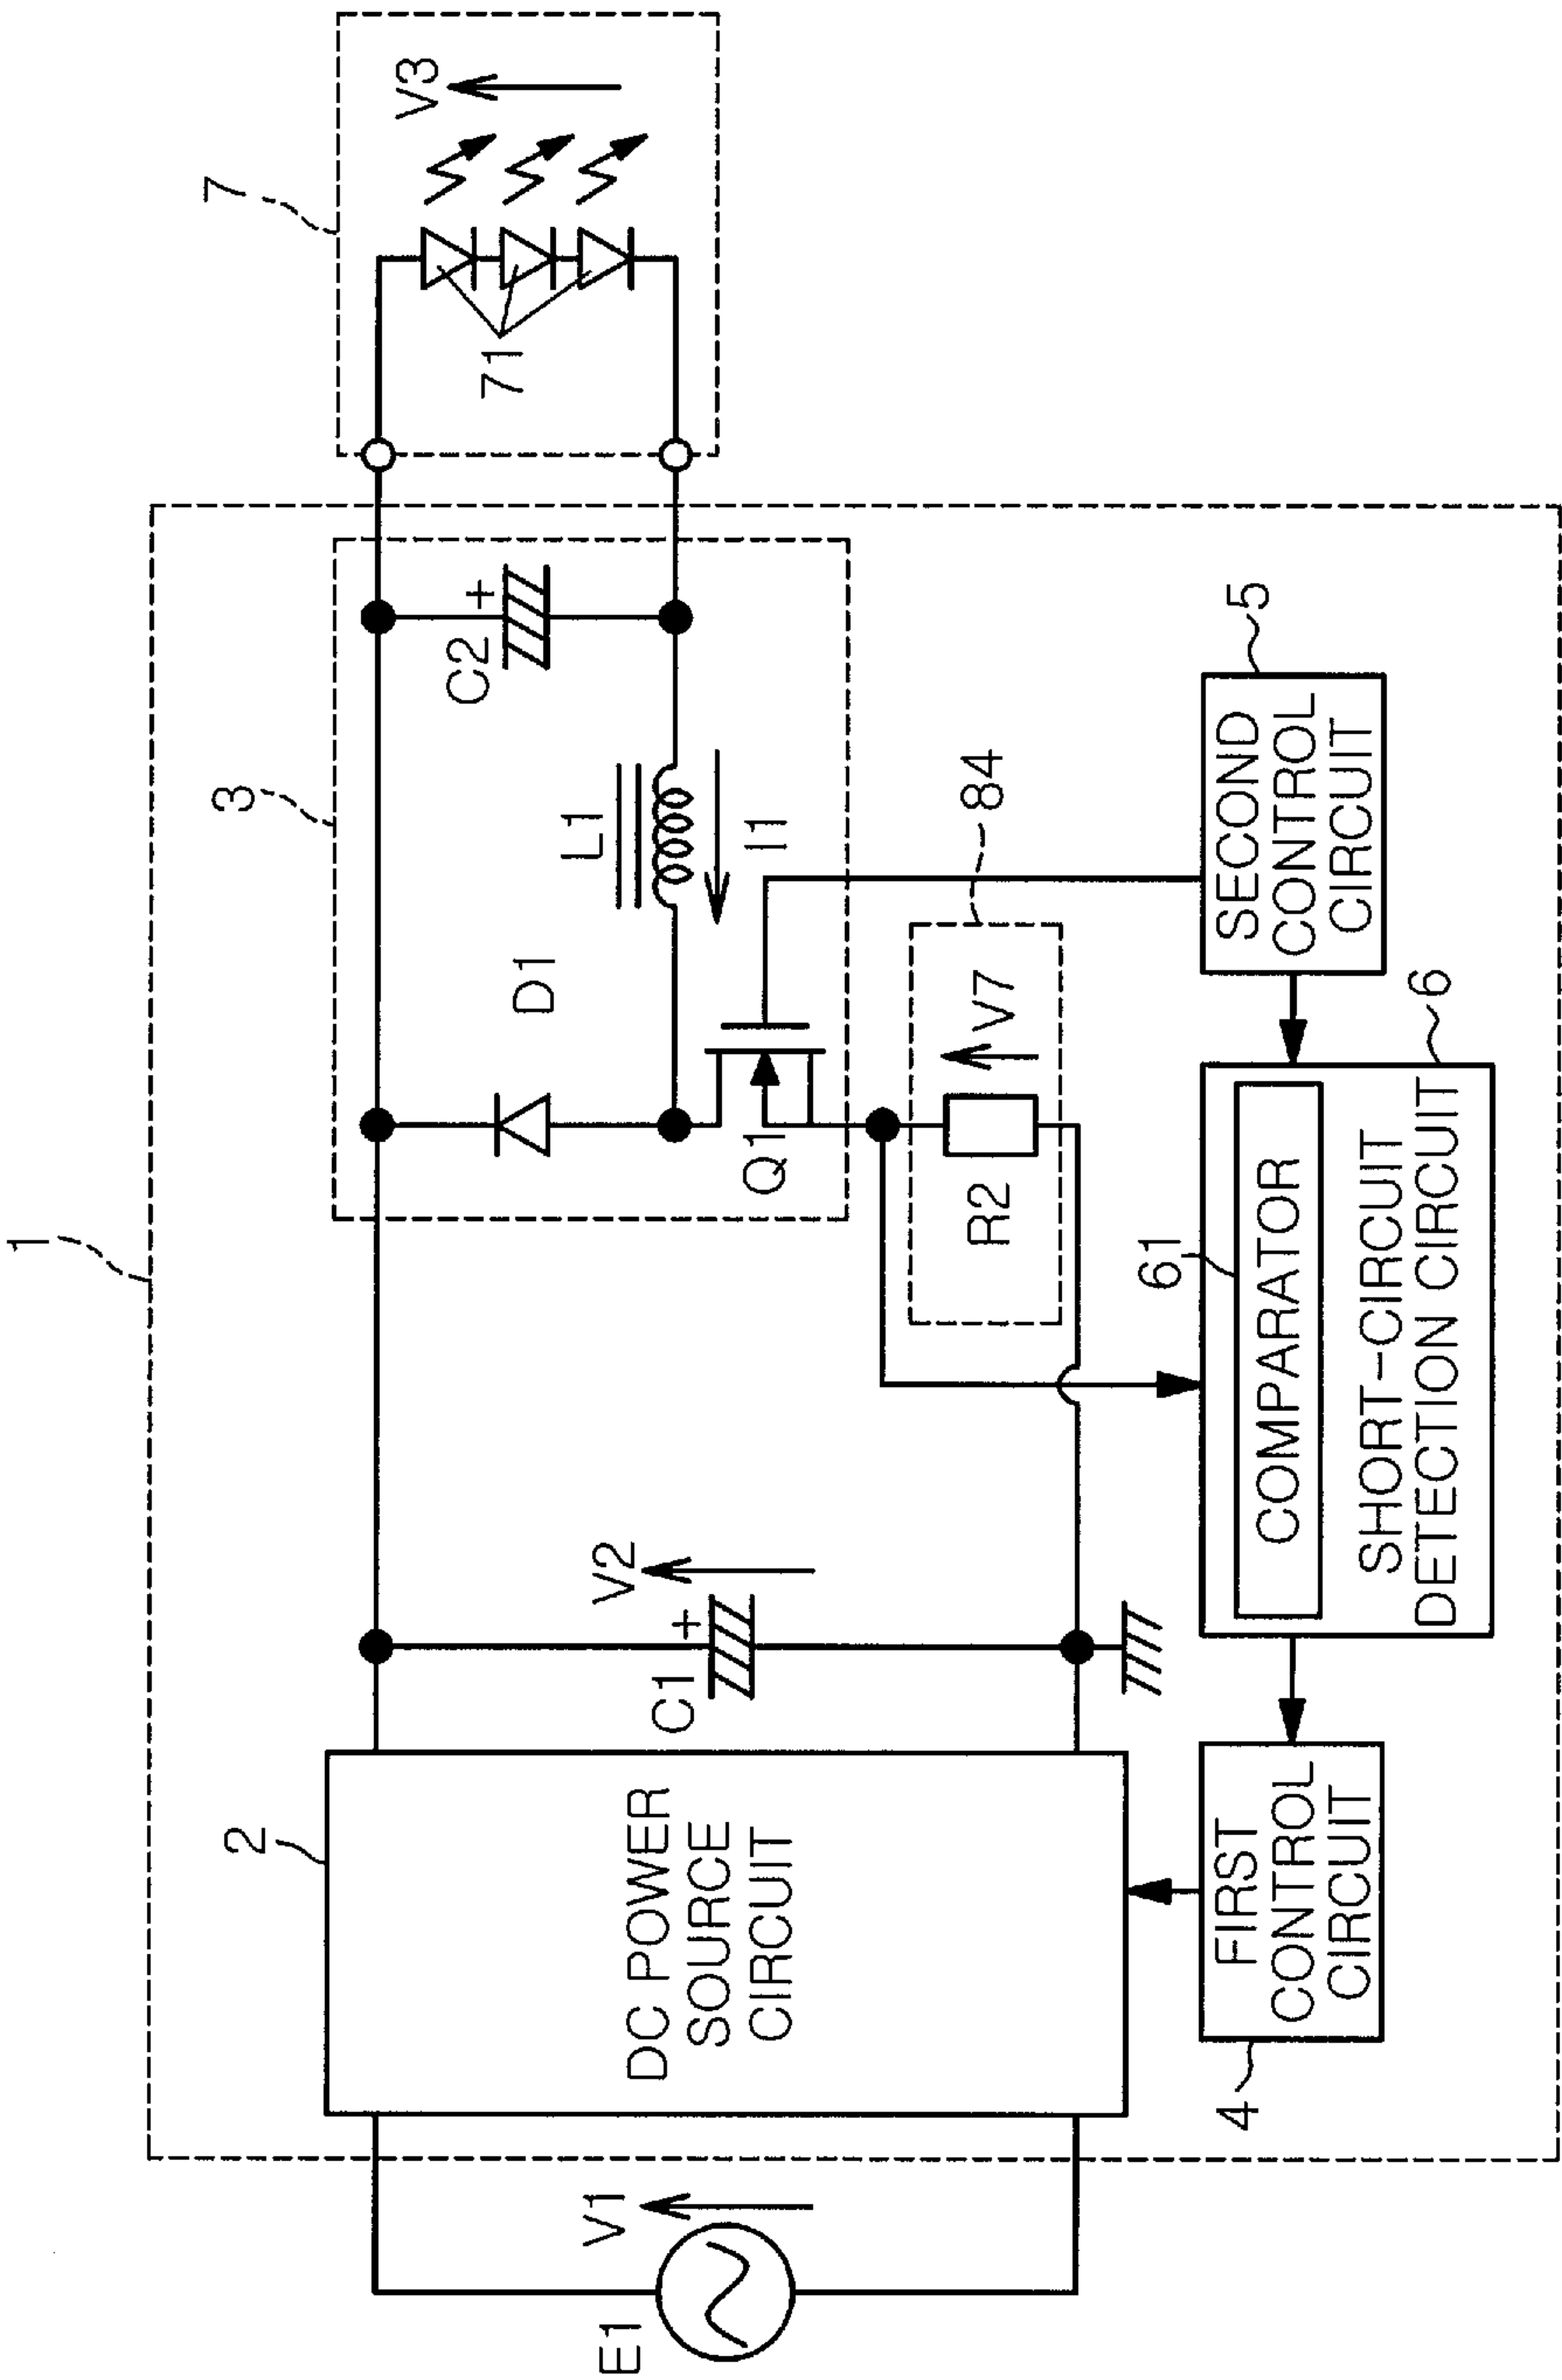 1
3
7
V3
71
2
DC POWER
SOURCE
CIRCUIT
E1
V1
C1
+
V2
D1
L1
I1
C2
+
Q1
R2
V7
84
61
COMPARATOR
SHORT-CIRCUIT
DETECTION CIRCUIT
6
4
FIRST
CONTROL
CIRCUIT
SECOND
CONTROL
CIRCUIT
5